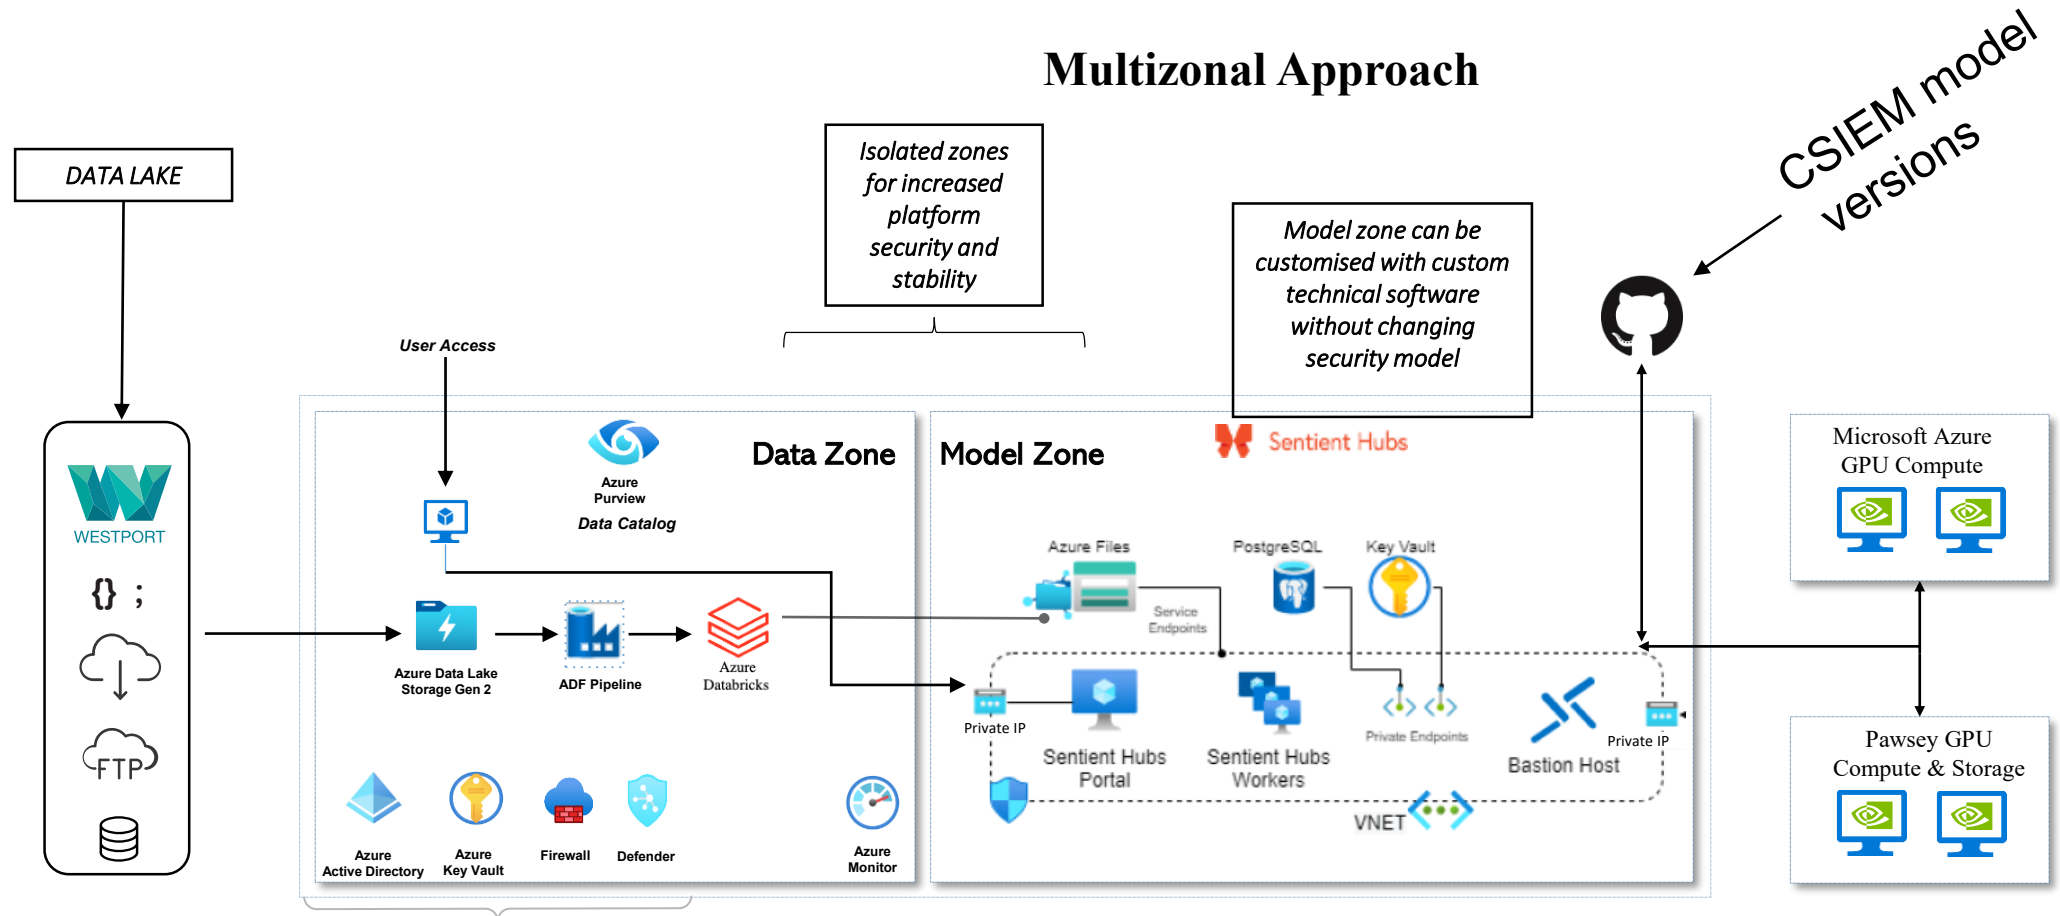 Multizonal Approach
CSIEM model
versions
DATA LAKE
Isolated zones
for increased
platform
security and
stability
Model zone can be
customised with custom
technical software
without changing
security model
User Access
WESTPORT
{} ;
FTP
Azure
Purview
Data Catalog
Data Zone
Azure Data Lake
Storage Gen 2
ADF Pipeline
Azure
Databricks
Azure
Active Directory
Azure
Key Vault
Firewall
Defender
Azure
Monitor
Model Zone
Sentient Hubs
Azure Files
PostgreSQL
Key Vault
Service
Endpoints
Private IP
Sentient Hubs
Portal
Sentient Hubs
Workers
Private Endpoints
Bastion Host
Private IP
VNET
Microsoft Azure
GPU Compute
Pawsey GPU
Compute & Storage